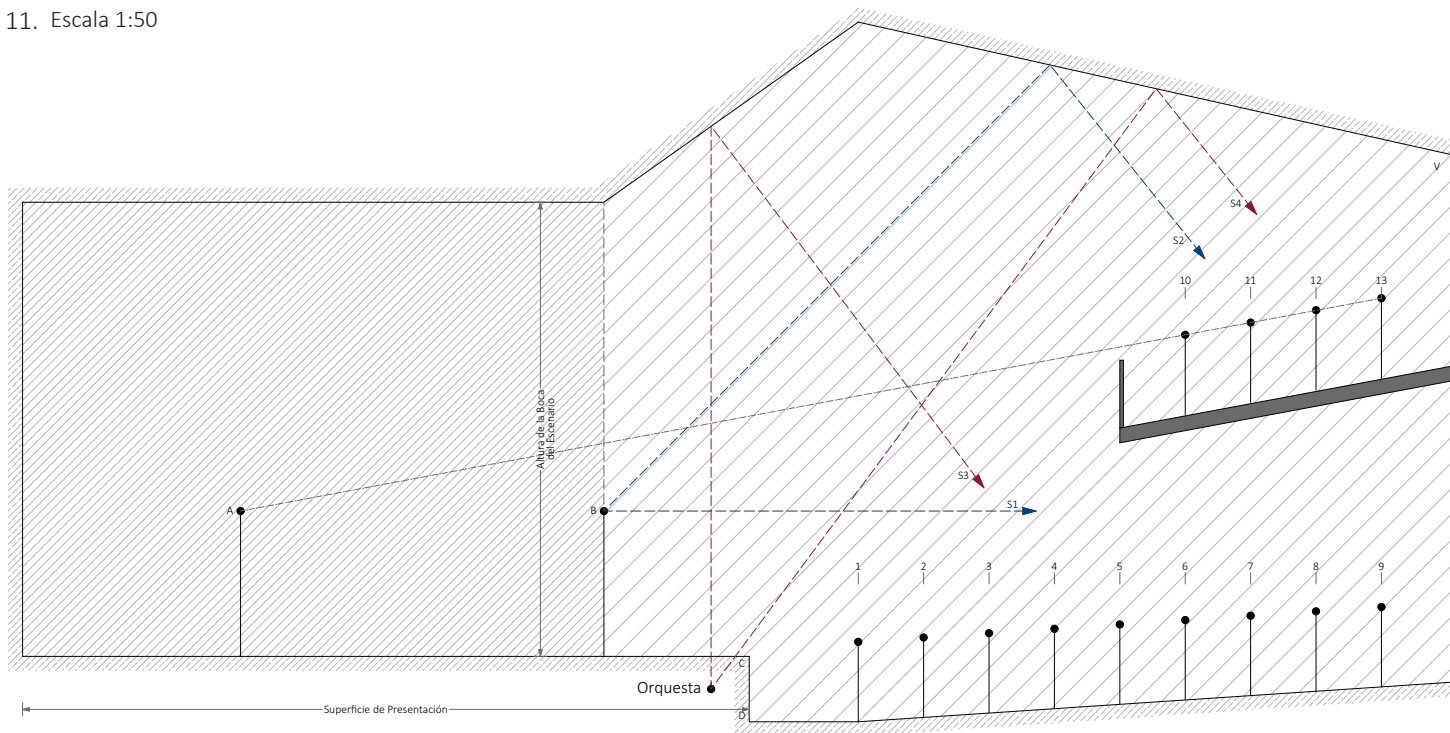 11. Escala 1:50
V
S4
S2
10 11 12 13
Altura de la Boca
del Escenario
S3
A
B
S1
1 2 3 4 5 6 7 8 9
C
Orquesta
Superficie de Presentación
D